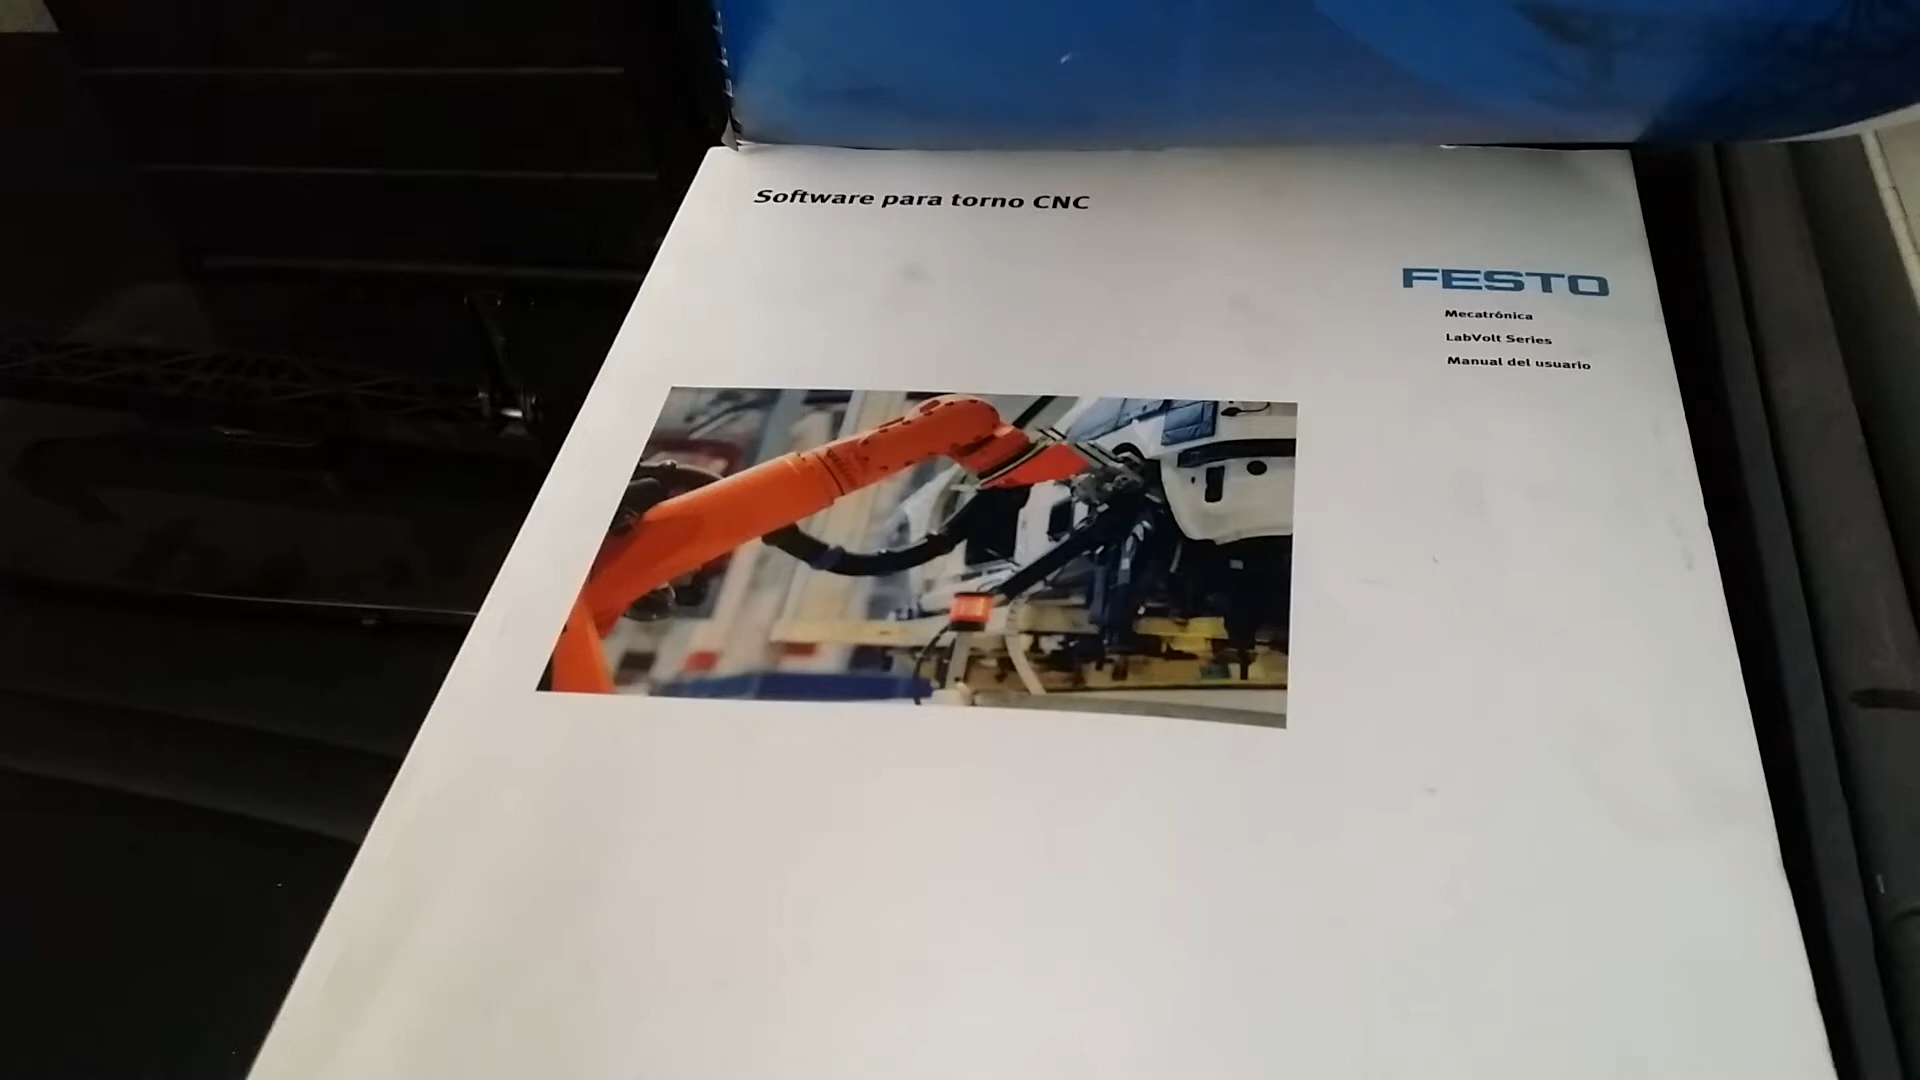 Software para torno CNC
FESTO
Mecatrónica
LabVolt Series
Manual del usuario